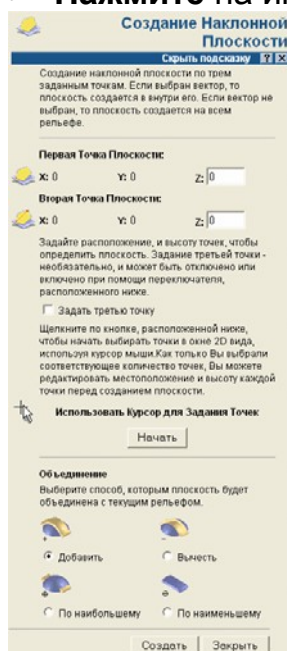 Нажмите на и
Создание Наклонной
Плоскости
Скрыть подсказку ? X
Создание наклонной плоскости по трем
заданным точкам. Если выбран вектор, то
плоскость создается в внутри его. Если вектор не
выбран, то плоскость создается на всем
рельефе.
Первая Точка Плоскости:
X: 0 Y: 0 Z: 0
Вторая Точка Плоскости:
X: 0 Y: 0 Z: 0
Задайте расположение, и высоту точек, чтобы
определить плоскость. Задание третьей точки -
необязательно, и может быть отключено или
включено при помощи переключателя,
расположенного ниже.
Задать третью точку
Щелкните по кнопке, расположенной ниже,
чтобы начать выбирать точки в окне 2D вида,
используя курсор мыши.Как только Вы выбрали
соответствующее количество точек, Вы можете
редактировать местоположение и высоту каждой
точки перед созданием плоскости.
Использовать Курсор для Задания Точек
Начать
Объединение
Выберите способ, которым плоскость будет
объединена с текущим рельефом.
Добавить Вычесть
По наибольшему По наименьшему
Создать Закрыть